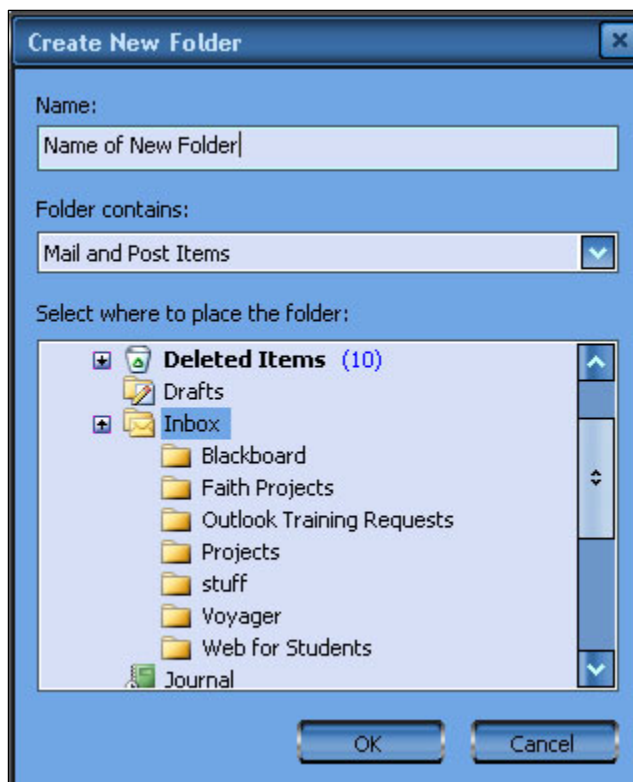 Create New Folder
Name:
Name of New Folder
Folder contains:
Mail and Post Items
Select where to place the folder:
Deleted Items (10)
Drafts
Inbox
Blackboard
Faith Projects
Outlook Training Requests
Projects
stuff
Voyager
Web for Students
Journal
OK Cancel